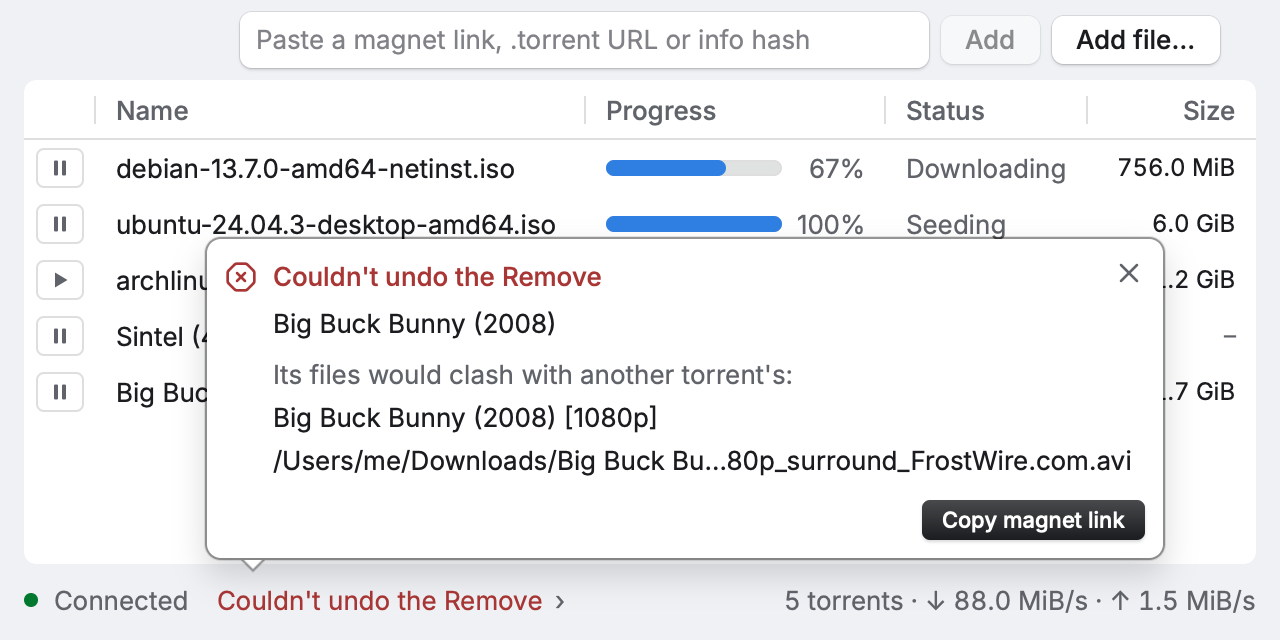 Paste a magnet link, .torrent URL or info hash
Add
Add file...
Name Progress Status Size
debian-13.7.0-amd64-netinst.iso 67% Downloading 756.0 MiB
ubuntu-24.04.3-desktop-amd64.iso 100% Seeding 6.0 GiB
.2 GiB
Sintel
–
Big
.7 GiB
Couldn't undo the Remove
Big Buck Bunny (2008)
Its files would clash with another torrent's:
Big Buck Bunny (2008) [1080p]
/Users/me/Downloads/Big Buck Bu...80p_surround_FrostWire.com.avi
Copy magnet link
Connected Couldn't undo the Remove ›
5 torrents · ↓ 88.0 MiB/s · ↑ 1.5 MiB/s